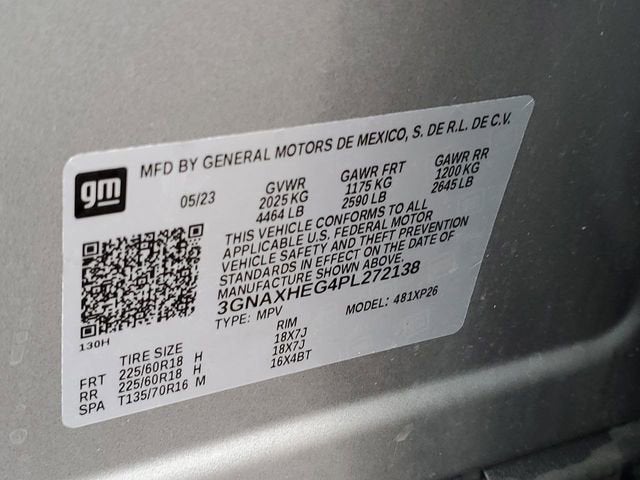 gm
MFD BY GENERAL MOTORS DE MEXICO, S. DE R.L. DE C.V.
05/23 GVWR GAWR FRT GAWR RR
2025 KG 1175 KG 1200 KG
4464 LB 2590 LB 2645 LB
THIS VEHICLE CONFORMS TO ALL
APPLICABLE U.S. FEDERAL MOTOR
VEHICLE SAFETY AND THEFT PREVENTION
STANDARDS IN EFFECT ON THE DATE OF
MANUFACTURE SHOWN ABOVE.
3GNAXHEG4PL272138
TYPE: MPV MODEL: 481XP26
130H
TIRE SIZE RIM
FRT 225/60R18 H 18X7J
RR 225/60R18 H 18X7J
SPA T135/70R16 M 16X4BT